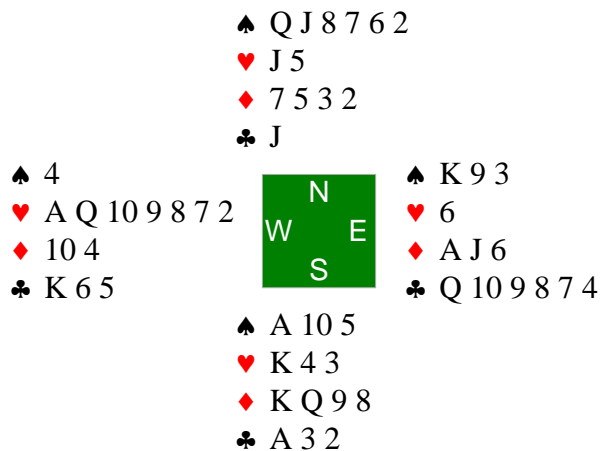 ♠ Q J 8 7 6 2
♥ J 5
♦ 7 5 3 2
♣ J
♠ 4
♥ A Q 10 9 8 7 2
♦ 10 4
♣ K 6 5
N
W E
S
♠ K 9 3
♥ 6
♦ A J 6
♣ Q 10 9 8 7 4
♠ A 10 5
♥ K 4 3
♦ K Q 9 8
♣ A 3 2